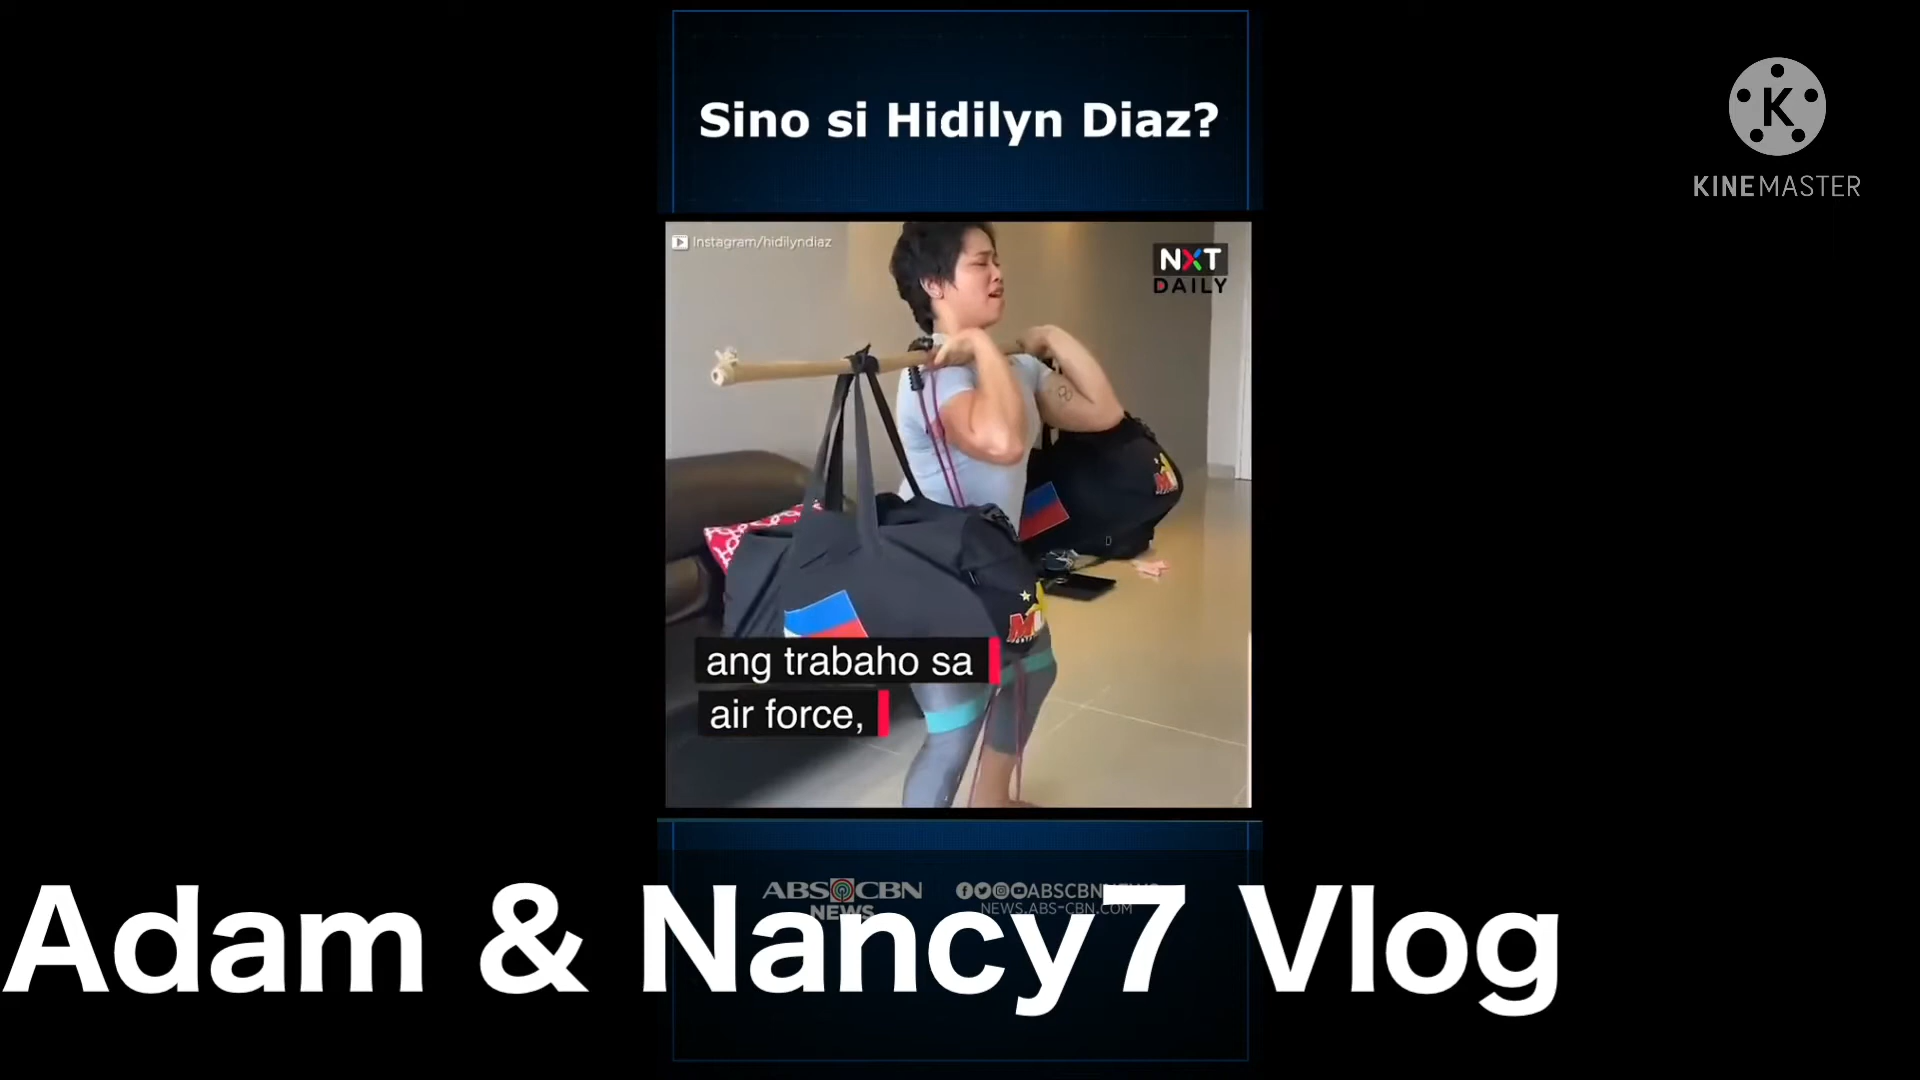 Sino si Hidilyn Diaz?
KINEMASTER
Instagram/hidilyndiaz
NXT
DAILY
ang trabaho sa
air force,
ABS CBN
NEWS
NEWS.ABS-CBN.COM
Adam & Nancy7 Vlog